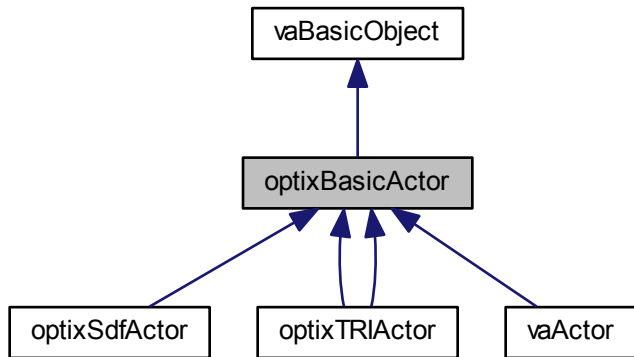 vaBasicObject
optixBasicActor
optixSdfActor
optixTRIActor
vaActor